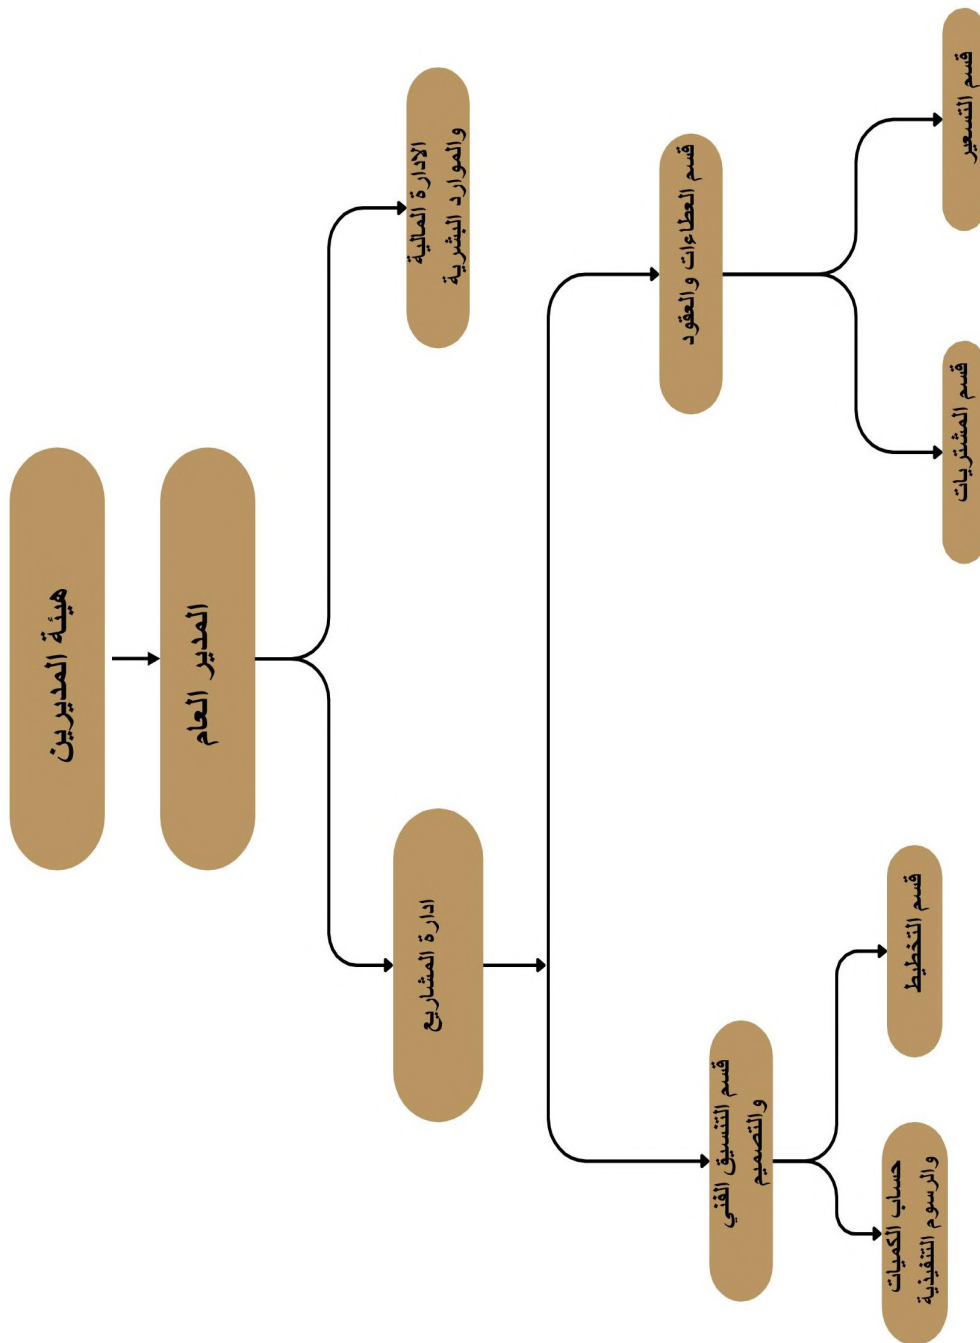 هيئة المديرين
المدير العام
الادارة المالية
والموارد البشرية
ادارة المشاريع
قسم العطاءات والعقود
قسم التنسيق الفني
والتصميم
قسم التسعير
قسم المشتريات
قسم التخطيط
حساب الكميات
والرسوم التنفيذية